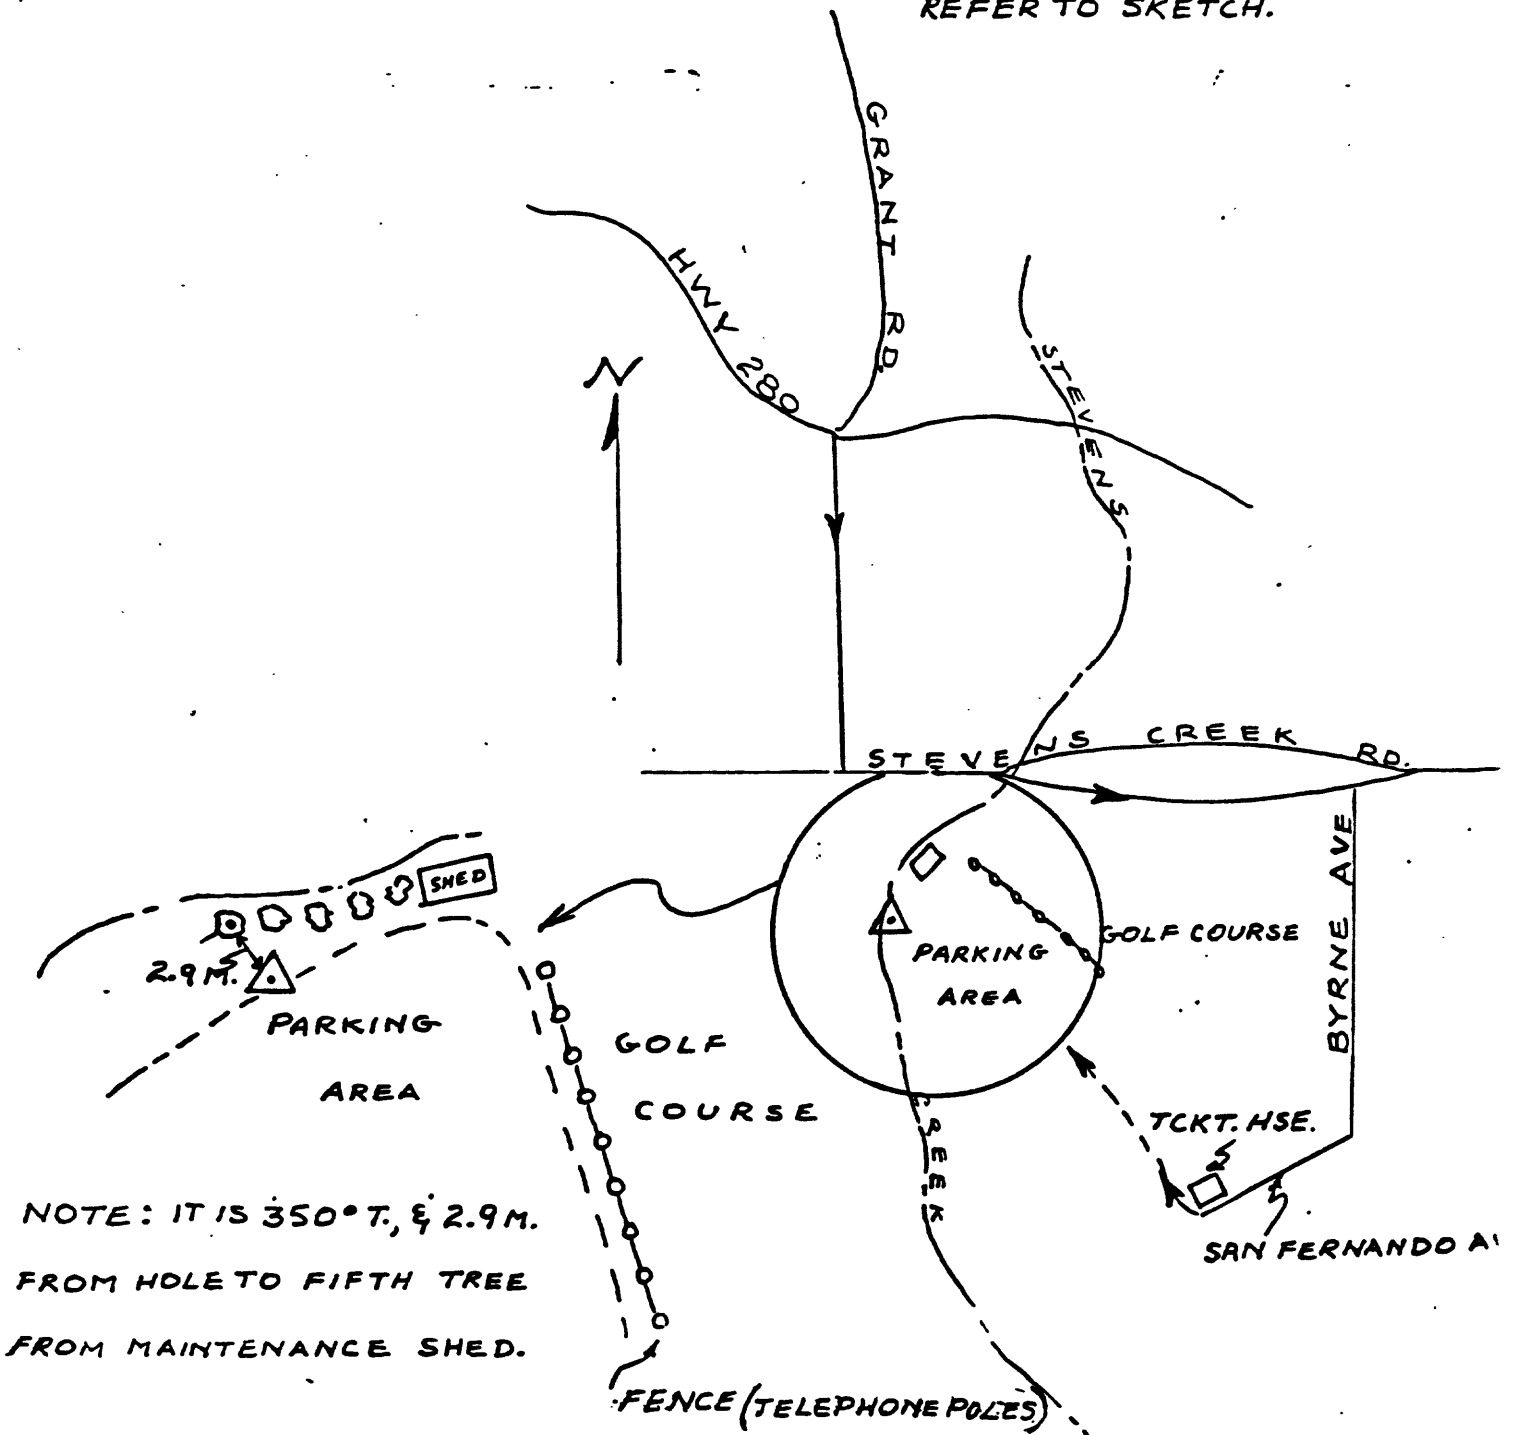 REFER TO SKETCH.
GRANT RD.
HWY 280
N
STEVENS
STEVENS CREEK RD.
SHED
2.9 M.
PARKING
AREA
GOLF
COURSE
PARKING
AREA
GOLF COURSE
BYRNE AVE
CREEK
TCKT. HSE.
SAN FERNANDO A
NOTE: IT IS 350° T., & 2.9 M.
FROM HOLE TO FIFTH TREE
FROM MAINTENANCE SHED.
FENCE (TELEPHONE POLES)